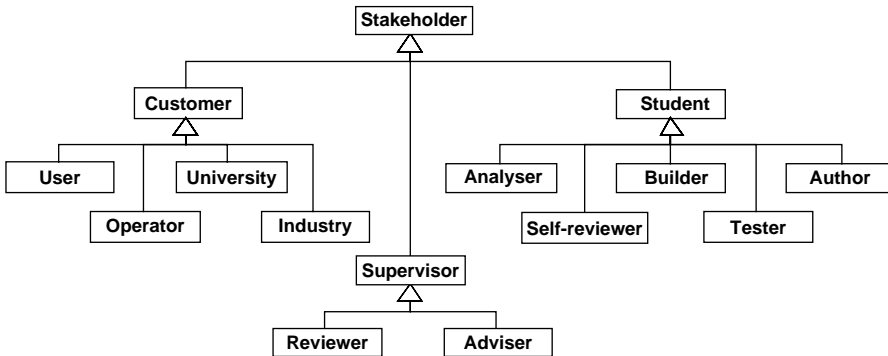 Stakeholder
Customer
Student
User
University
Analyser
Builder
Author
Operator
Industry
Self-reviewer
Tester
Supervisor
Reviewer
Adviser